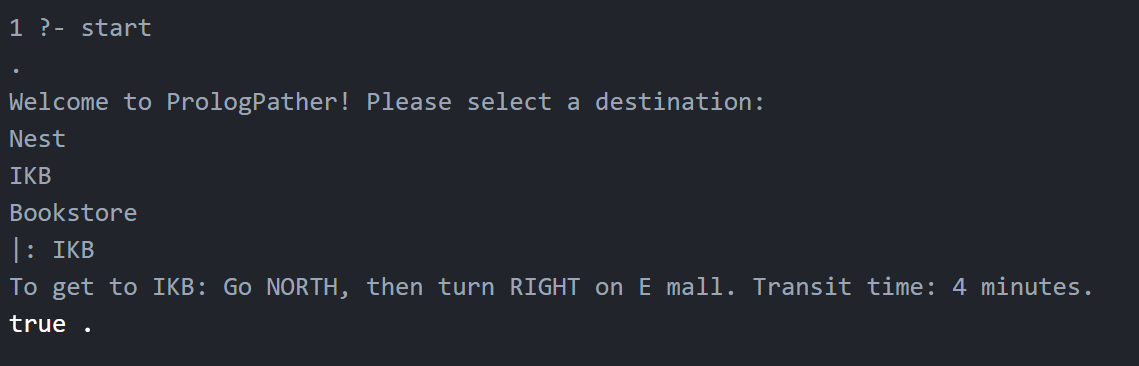 1 ?- start
.
Welcome to PrologPather! Please select a destination:
Nest
IKB
Bookstore
|: IKB
To get to IKB: Go NORTH, then turn RIGHT on E mall. Transit time: 4 minutes.
true .